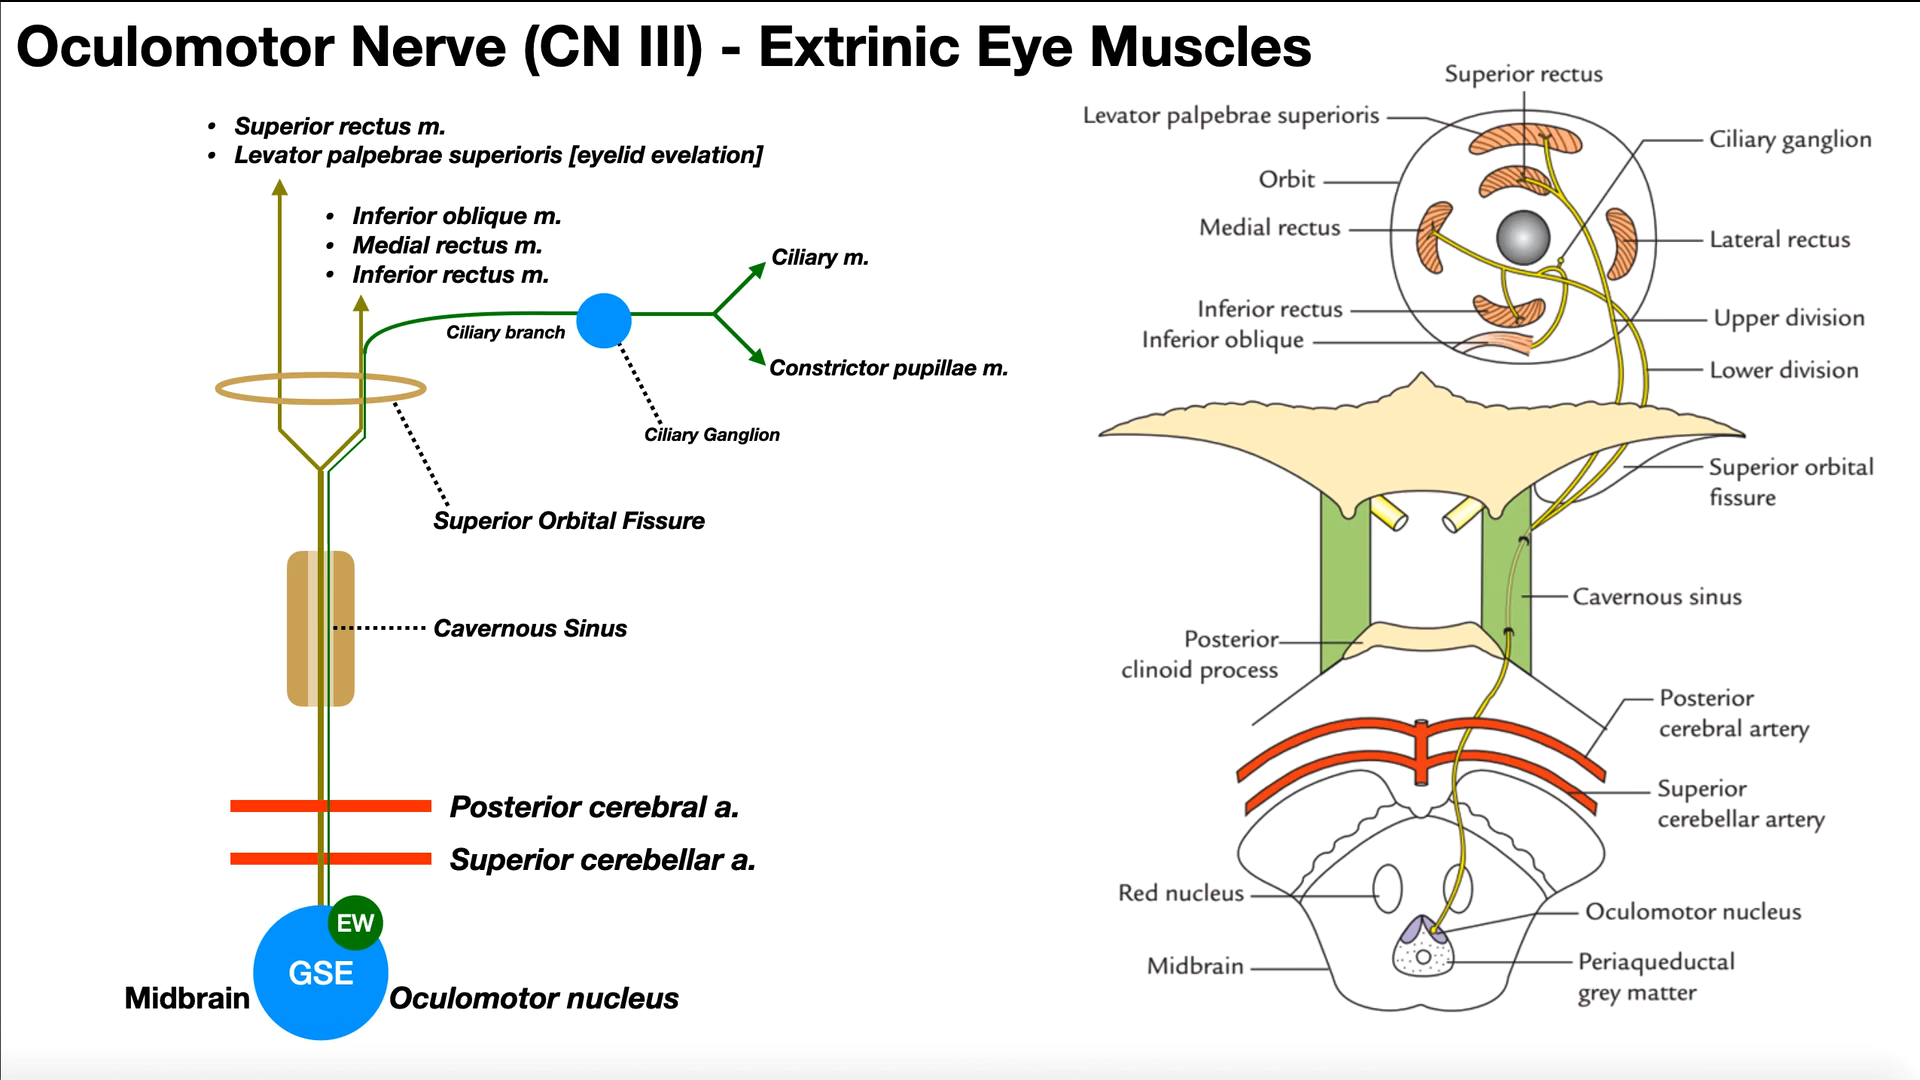 Oculomotor Nerve (CN III) - Extrinic Eye Muscles
• Superior rectus m.
• Levator palpebrae superioris [eyelid evelation]
• Inferior oblique m.
• Medial rectus m.
• Inferior rectus m.
Ciliary m.
Ciliary branch
Constrictor pupillae m.
Ciliary Ganglion
Superior Orbital Fissure
Cavernous Sinus
Posterior cerebral a.
Superior cerebellar a.
EW
GSE
Midbrain
Oculomotor nucleus
Superior rectus
Levator palpebrae superioris
Ciliary ganglion
Orbit
Medial rectus
Lateral rectus
Inferior rectus
Upper division
Inferior oblique
Lower division
Superior orbital
fissure
Cavernous sinus
Posterior
clinoid process
Posterior
cerebral artery
Superior
cerebellar artery
Red nucleus
Oculomotor nucleus
Midbrain
Periaqueductal
grey matter